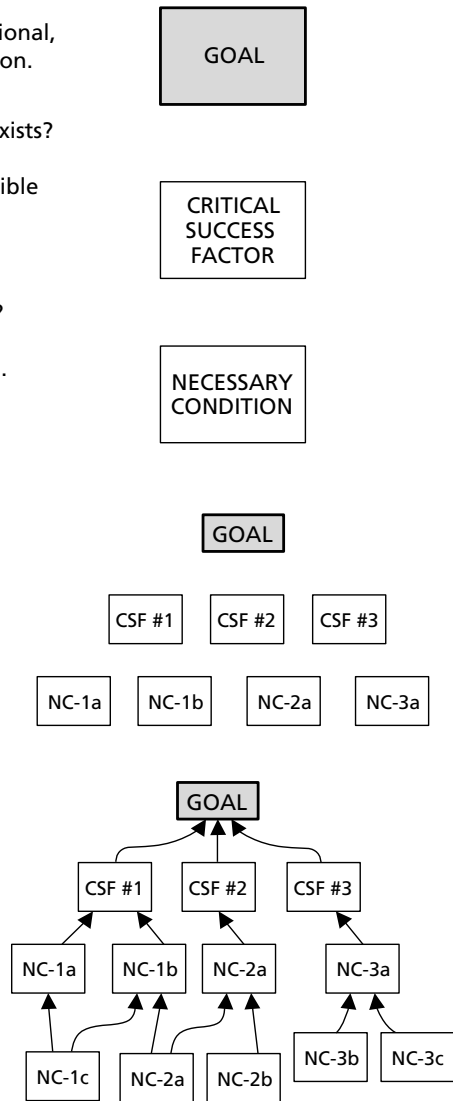 ional,
on.
GOAL
xists?
ible
CRITICAL
SUCCESS
FACTOR
?
.
NECESSARY
CONDITION
GOAL
CSF #1 CSF #2 CSF #3
NC-1a NC-1b NC-2a NC-3a
GOAL
CSF #1 CSF #2 CSF #3
NC-1a NC-1b NC-2a NC-3a
NC-1c NC-2a NC-2b NC-3b NC-3c